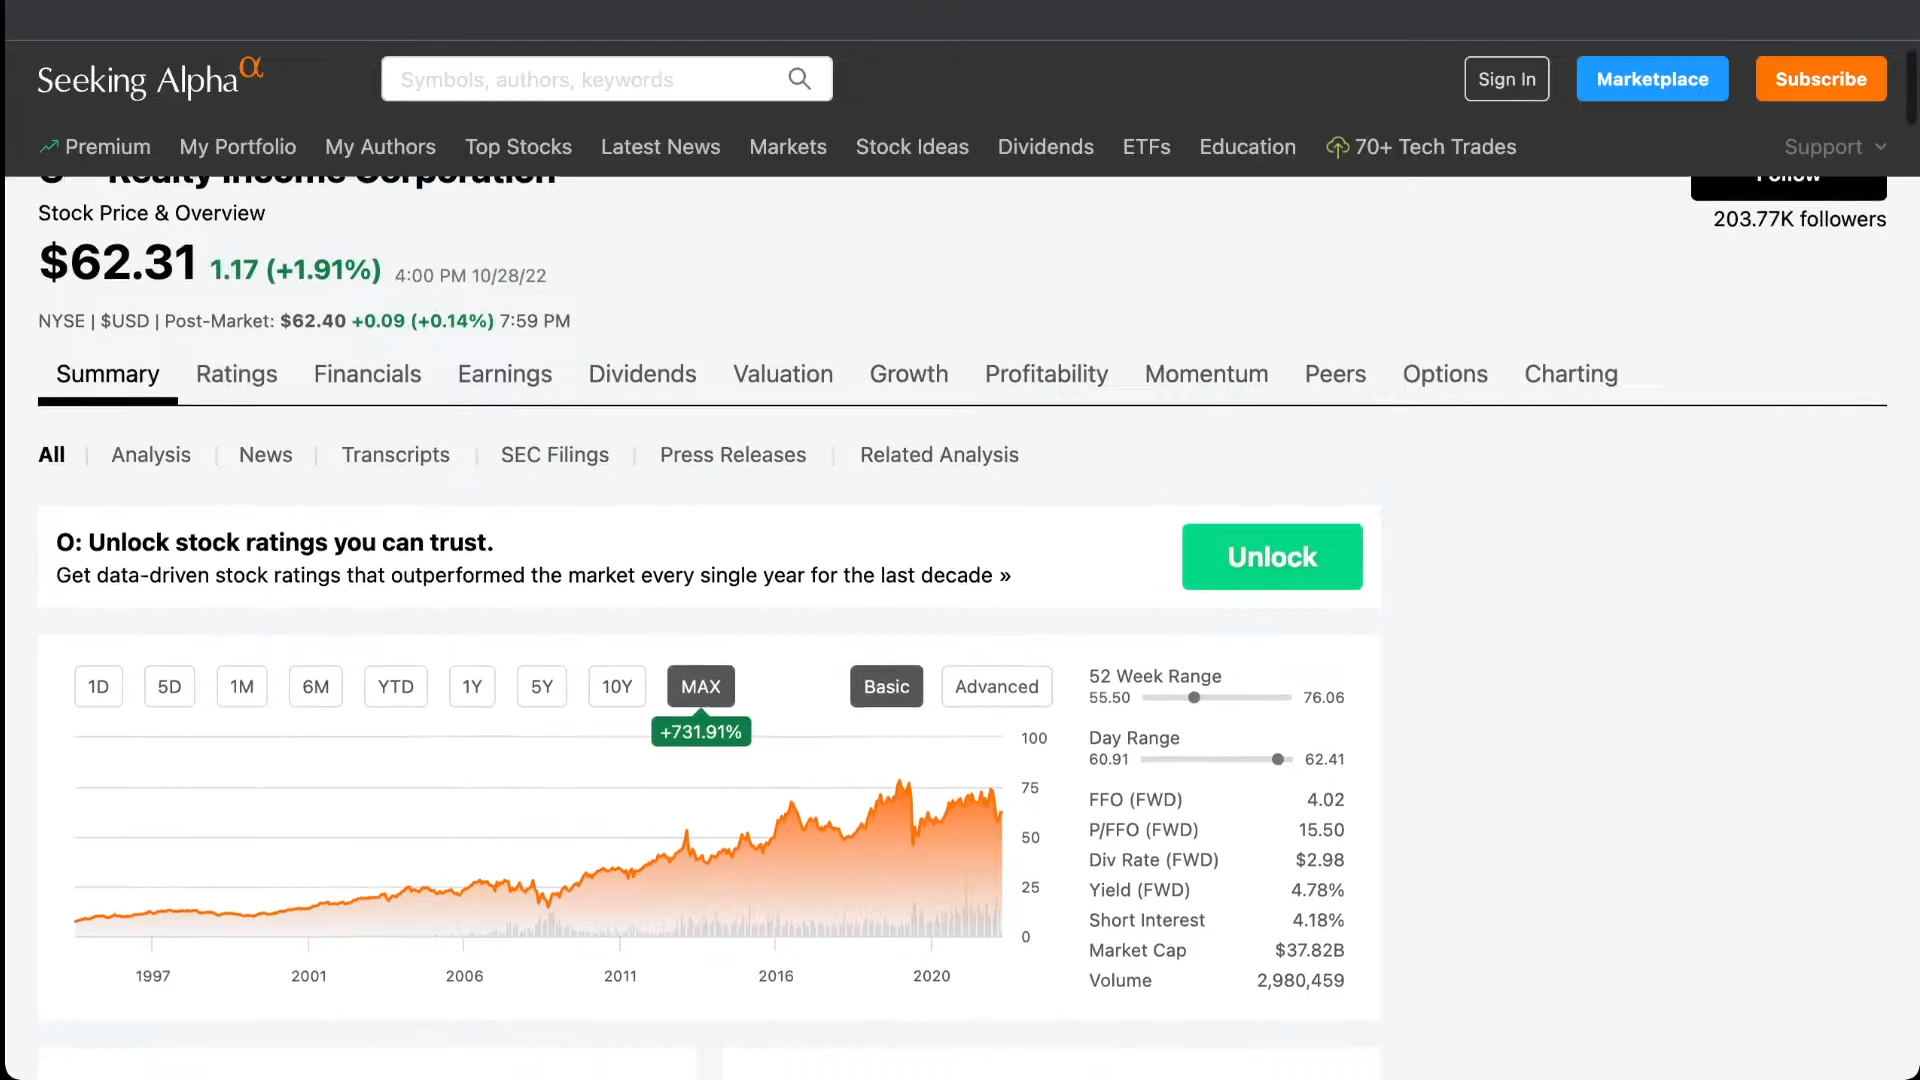 Seeking Alpha α
Symbols, authors, keywords
Sign In
Marketplace
Subscribe
Premium My Portfolio My Authors Top Stocks Latest News Markets Stock Ideas Dividends ETFs Education 70+ Tech Trades Support
Realty Income Corporation
Follow
Stock Price & Overview
203.77K followers
$62.31 1.17 (+1.91%) 4:00 PM 10/28/22
NYSE | $USD | Post-Market: $62.40 +0.09 (+0.14%) 7:59 PM
Summary Ratings Financials Earnings Dividends Valuation Growth Profitability Momentum Peers Options Charting
All | Analysis | News | Transcripts | SEC Filings | Press Releases | Related Analysis
O: Unlock stock ratings you can trust.
Get data-driven stock ratings that outperformed the market every single year for the last decade »
Unlock
1D 5D 1M 6M YTD 1Y 5Y 10Y MAX
+731.91%
Basic Advanced
100
75
50
25
0
1997 2001 2006 2011 2016 2020
52 Week Range
55.50 76.06
Day Range
60.91 62.41
FFO (FWD) 4.02
P/FFO (FWD) 15.50
Div Rate (FWD) $2.98
Yield (FWD) 4.78%
Short Interest 4.18%
Market Cap $37.82B
Volume 2,980,459